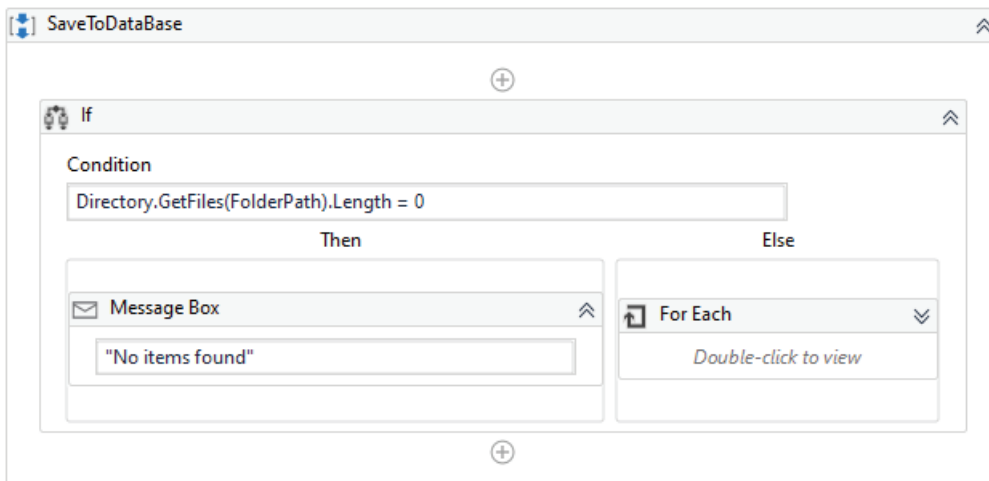 SaveToDataBase
If
Condition
Directory.GetFiles(FolderPath).Length = 0
Then
Else
Message Box
"No items found"
For Each
Double-click to view